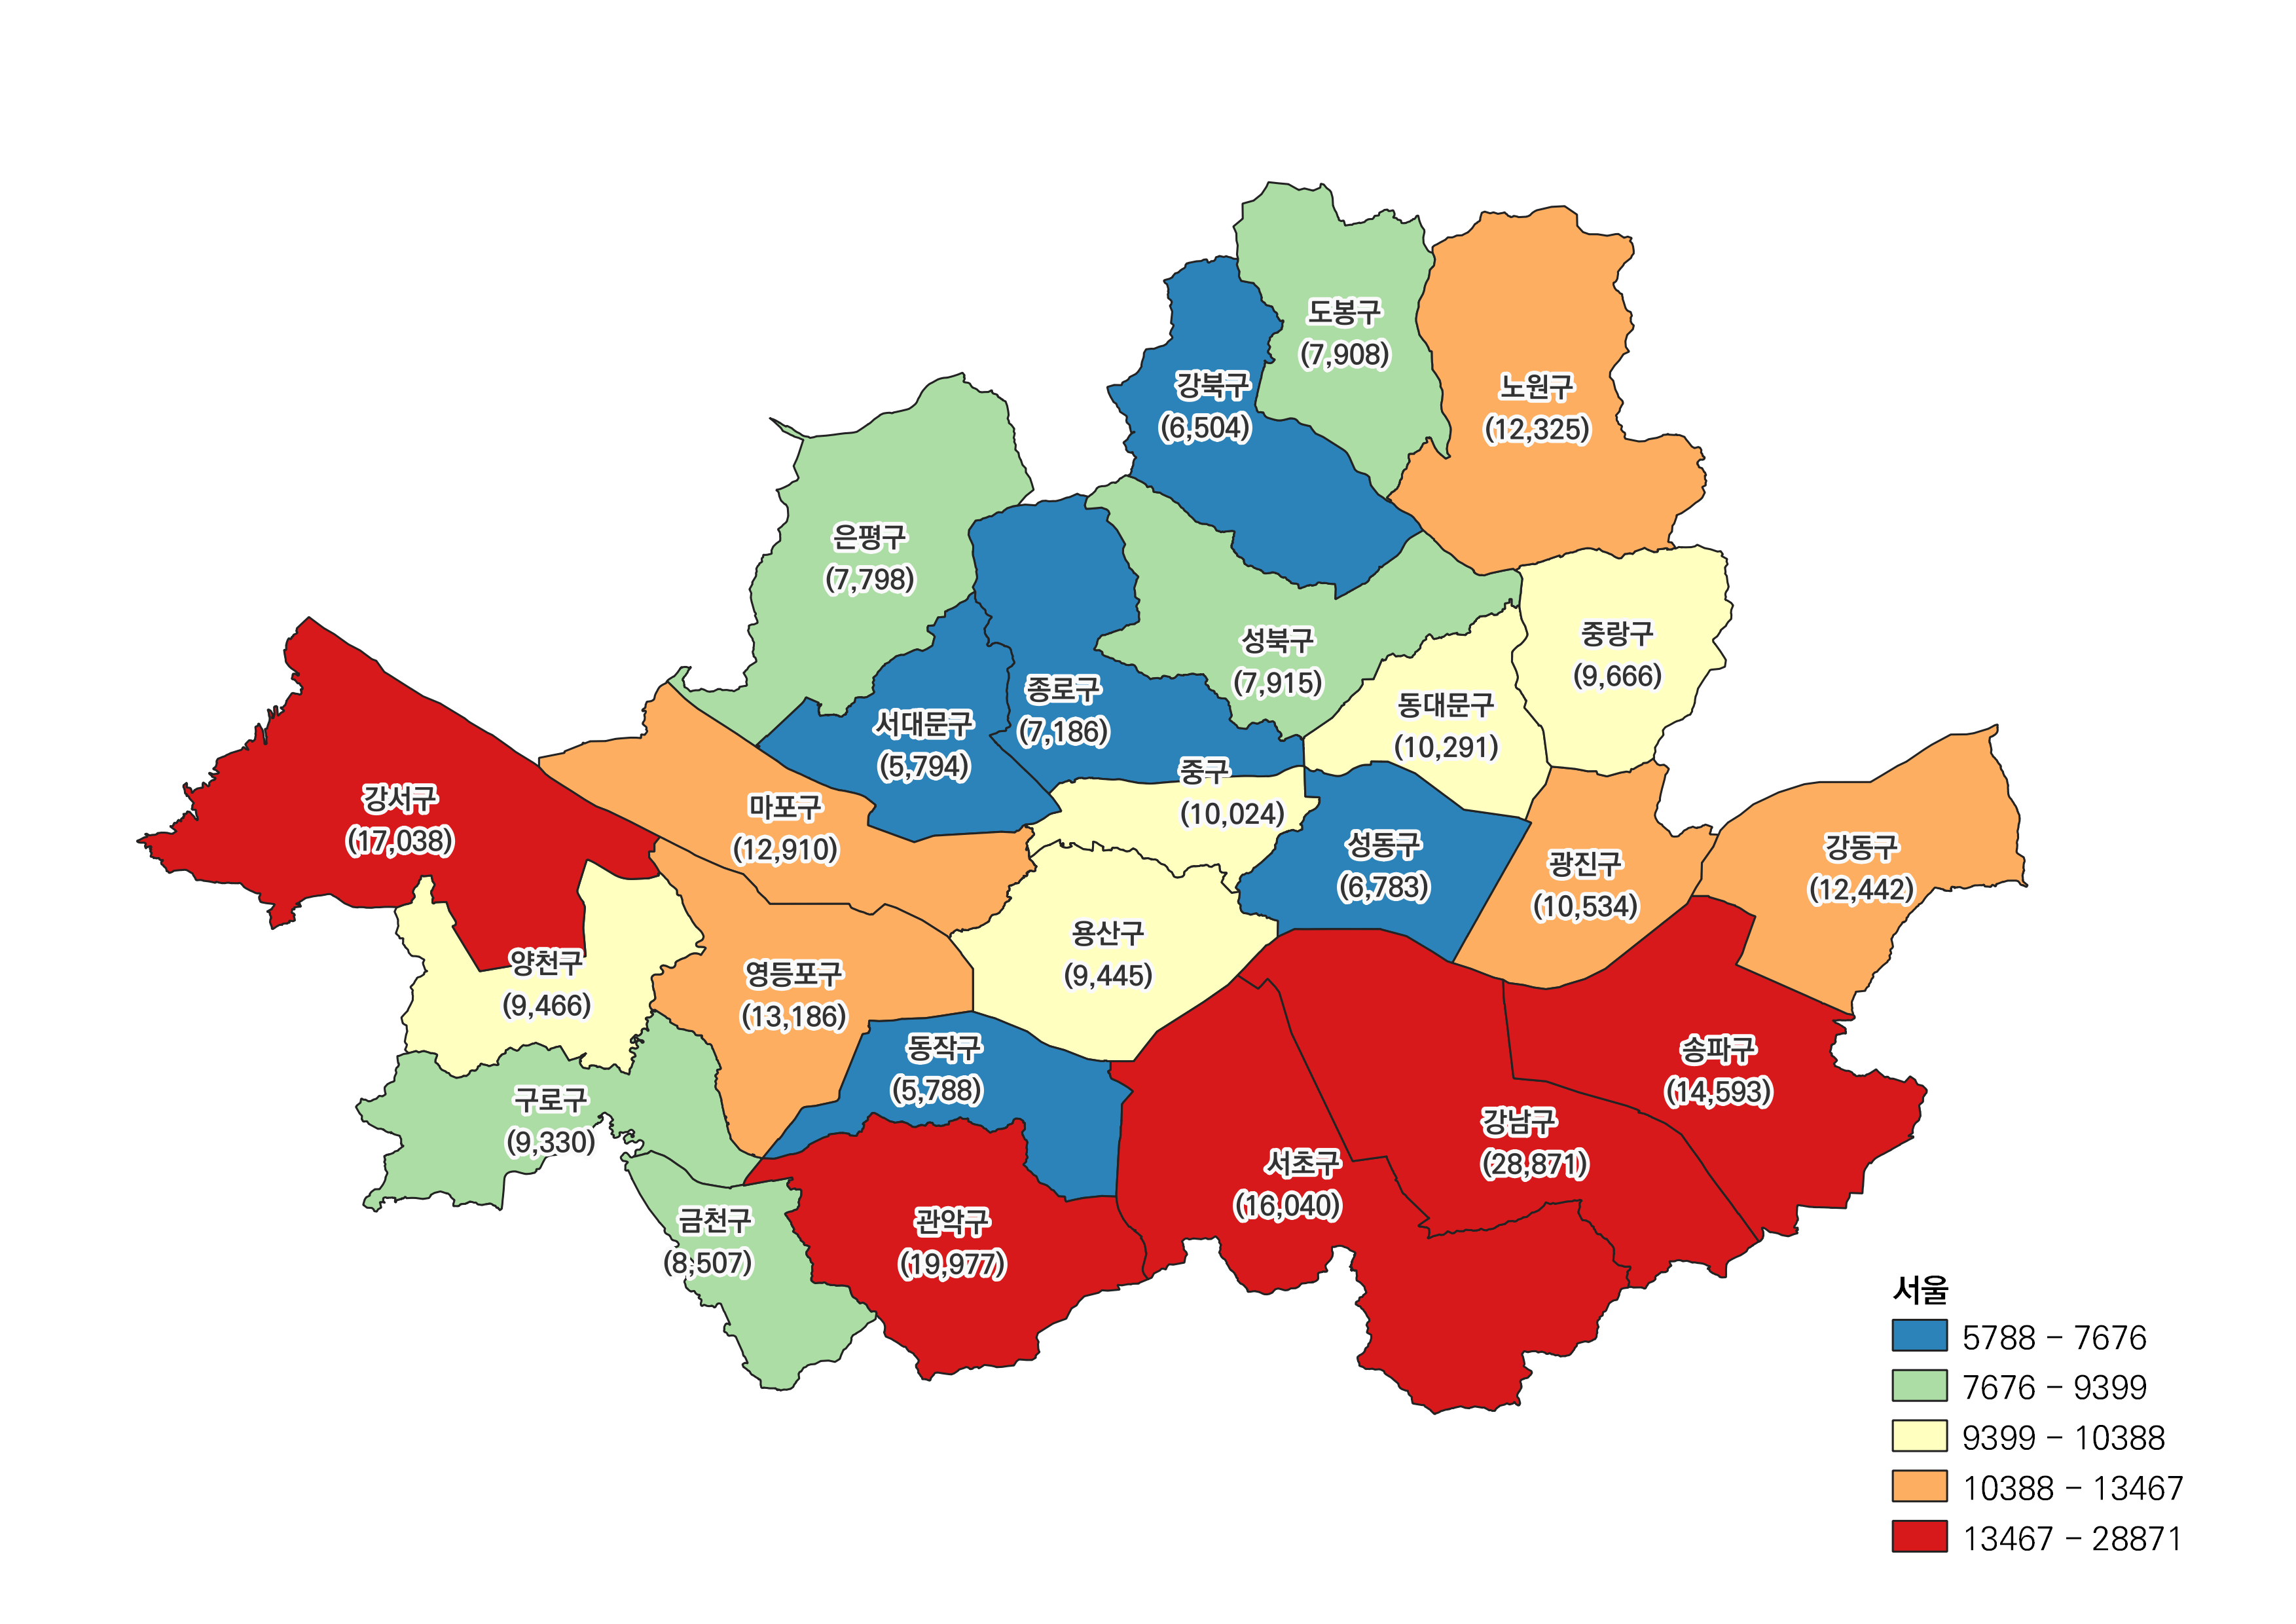 도봉구
(7,908)
강북구
(6,504)
노원구
(12,325)
은평구
(7,798)
성북구
(7,915)
중랑구
(9,666)
종로구
(7,186)
동대문구
(10,291)
서대문구
(5,794)
중구
(10,024)
강서구
(17,038)
마포구
(12,910)
성동구
(6,783)
광진구
(10,534)
강동구
(12,442)
양천구
(9,466)
영등포구
(13,186)
용산구
(9,445)
동작구
(5,788)
송파구
(14,593)
구로구
(9,330)
강남구
(28,871)
서초구
(16,040)
금천구
(8,507)
관악구
(19,977)
서울
5788 - 7676
7676 - 9399
9399 - 10388
10388 - 13467
13467 - 28871